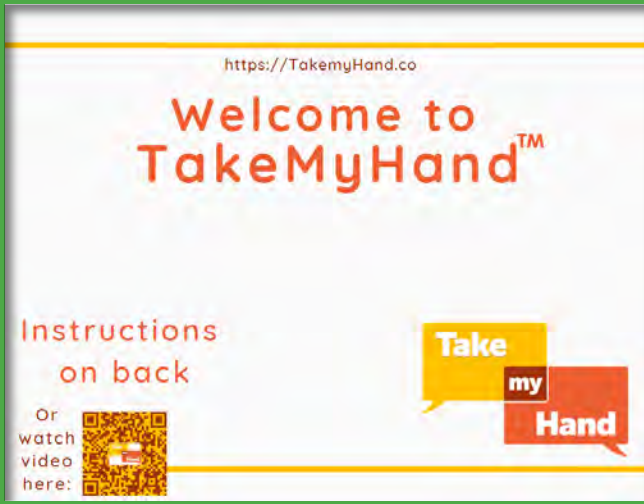 https://TakemyHand.co
Welcome to
TakeMyHand™
Instructions
on back
Or
watch
video
here:
Take
my
Hand